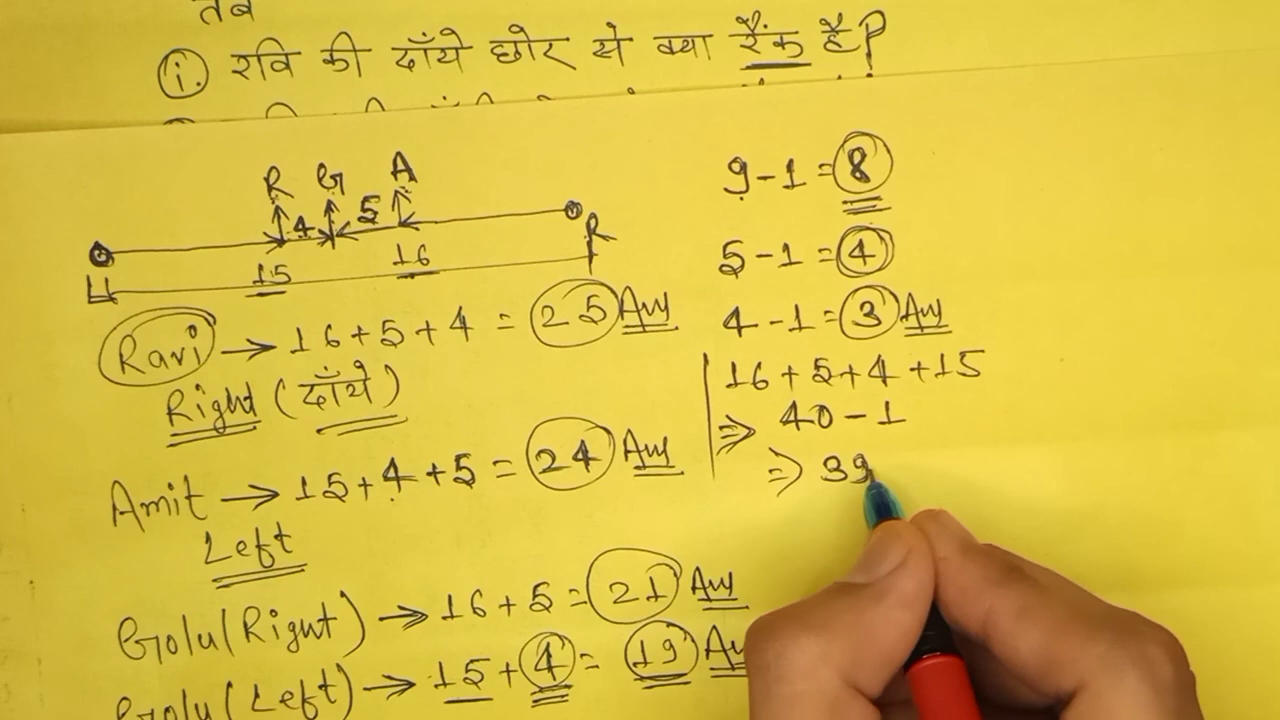 तब
i. रवि की दाँये छोर से क्या रैंक है?
R G A
4 5
L 15 16 R
Ravi → 16+5+4 = 25 Ans
Right (दाँये)
Amit → 15+4+5 = 24 Ans
Left
Golu (Right) → 16+5 = 21 Ans
Golu (Left) → 15+4 = 19 An
9-1 = 8
5-1 = 4
4-1 = 3 Ans
16+5+4+15
⇒ 40-1
⇒ 39